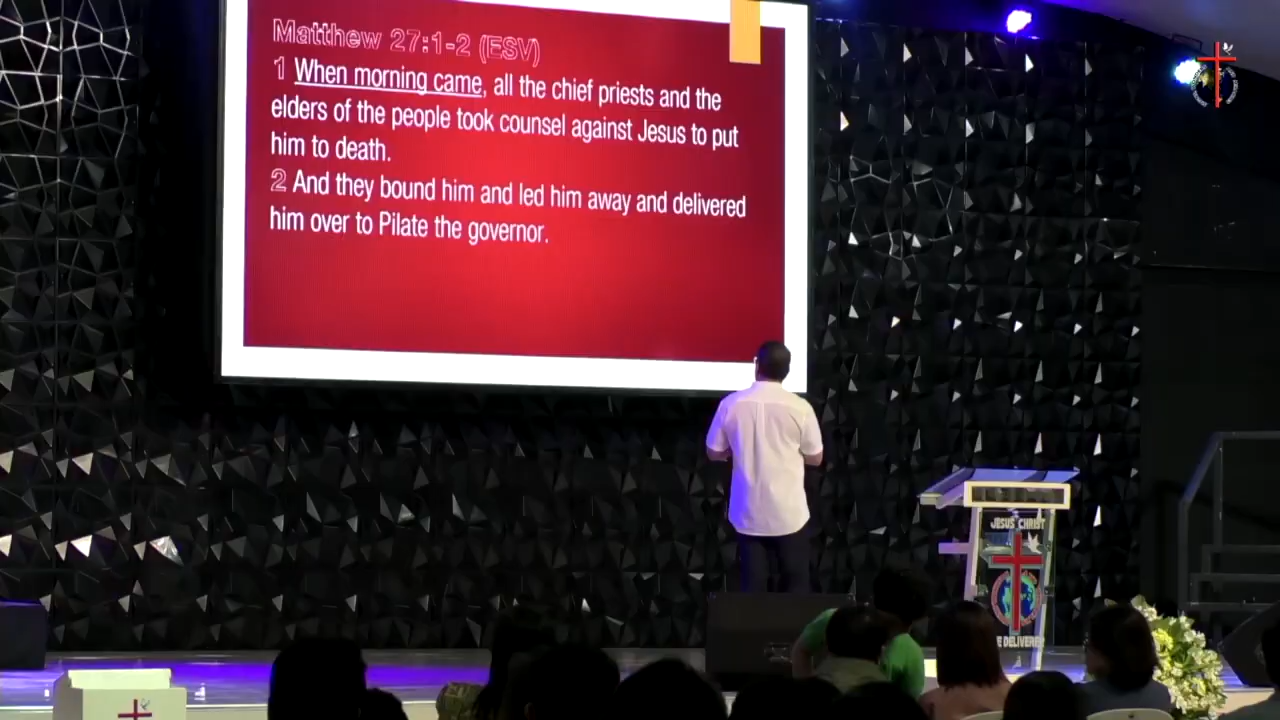 Matthew 27:1-2 (ESV)
1 When morning came, all the chief priests and the
elders of the people took counsel against Jesus to put
him to death.
2 And they bound him and led him away and delivered
him over to Pilate the governor.
JESUS CHRIST
DELIVERER